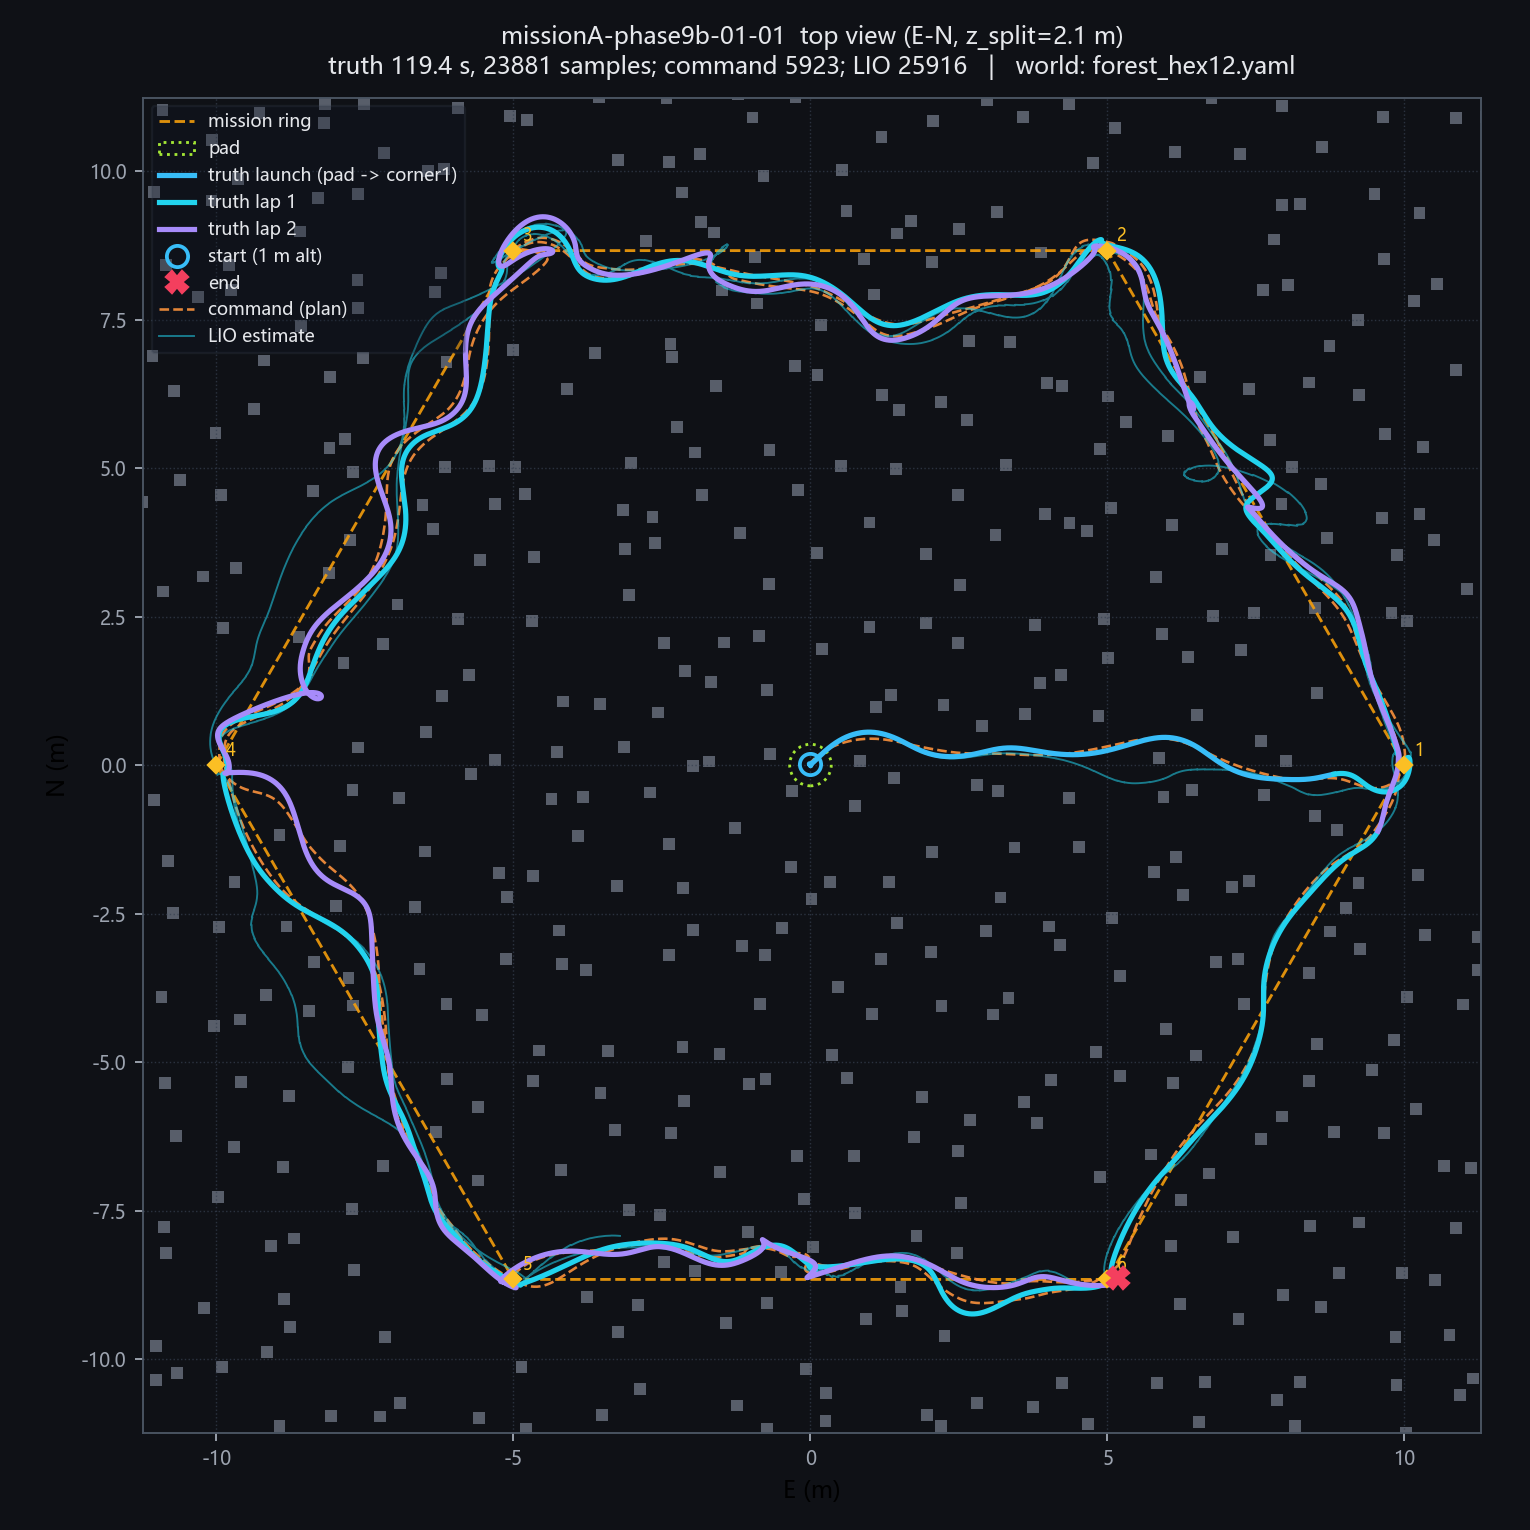 missionA-phase9b-01-01 top view (E-N, z_split=2.1 m)
truth 119.4 s, 23881 samples; command 5923; LIO 25916 | world: forest_hex12.yaml
mission ring
pad
truth launch (pad -> corner1)
truth lap 1
truth lap 2
start (1 m alt)
end
command (plan)
LIO estimate
10.0
7.5
5.0
2.5
0.0
-2.5
-5.0
-7.5
-10.0
N (m)
3
2
4
1
5
6
-10
-5
0
5
10
E (m)